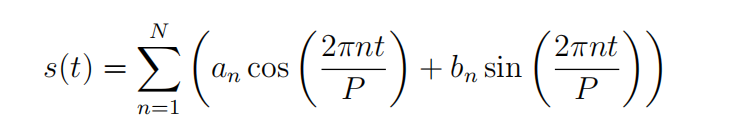 s(t) = \sum_{n=1}^{N} \left( a_n \cos \left( \frac{2\pi nt}{P} \right) + b_n \sin \left( \frac{2\pi nt}{P} \right) \right)